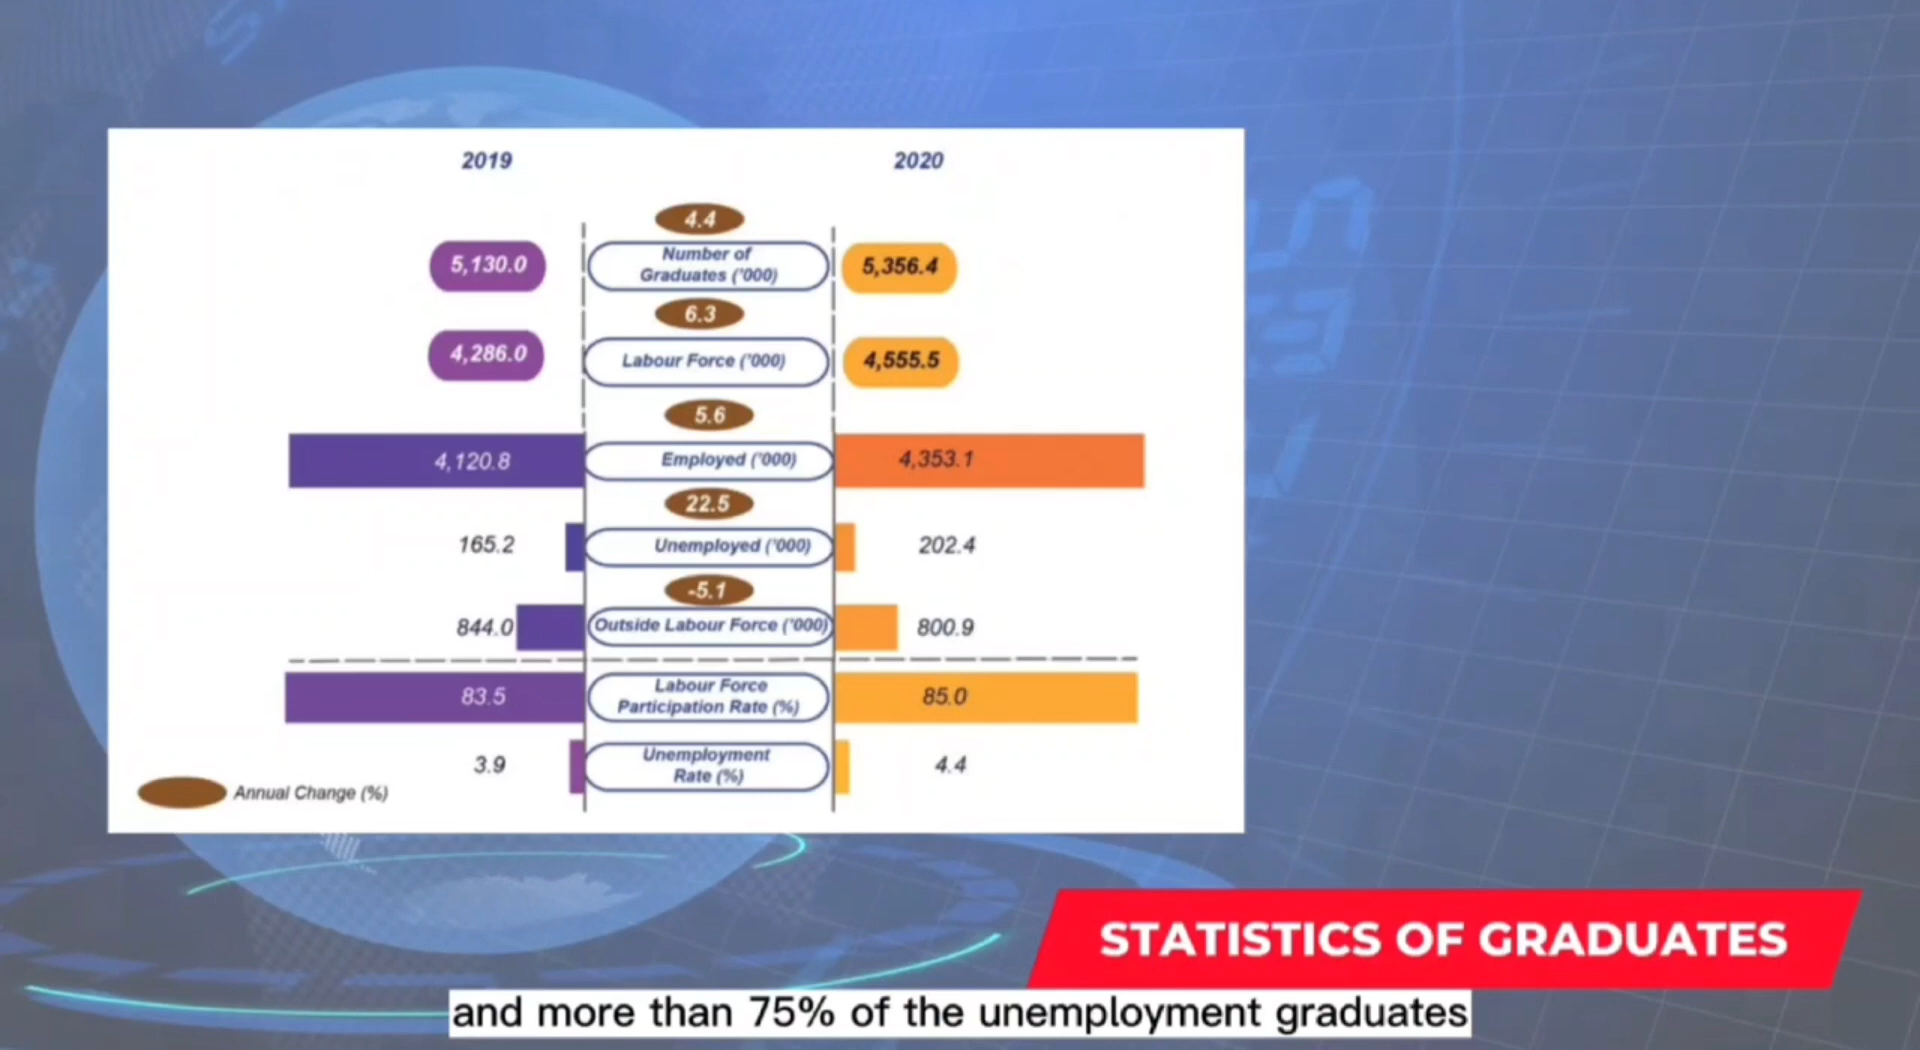 2019
2020
4.4
5,130.0
Number of
Graduates ('000)
5,356.4
6.3
4,286.0
Labour Force ('000)
4,555.5
5.6
4,120.8
Employed ('000)
4,353.1
22.5
165.2
Unemployed ('000)
202.4
-5.1
844.0
Outside Labour Force ('000)
800.9
83.5
Labour Force
Participation Rate (%)
85.0
3.9
Unemployment
Rate (%)
4.4
Annual Change (%)
STATISTICS OF GRADUATES
and more than 75% of the unemployment graduates